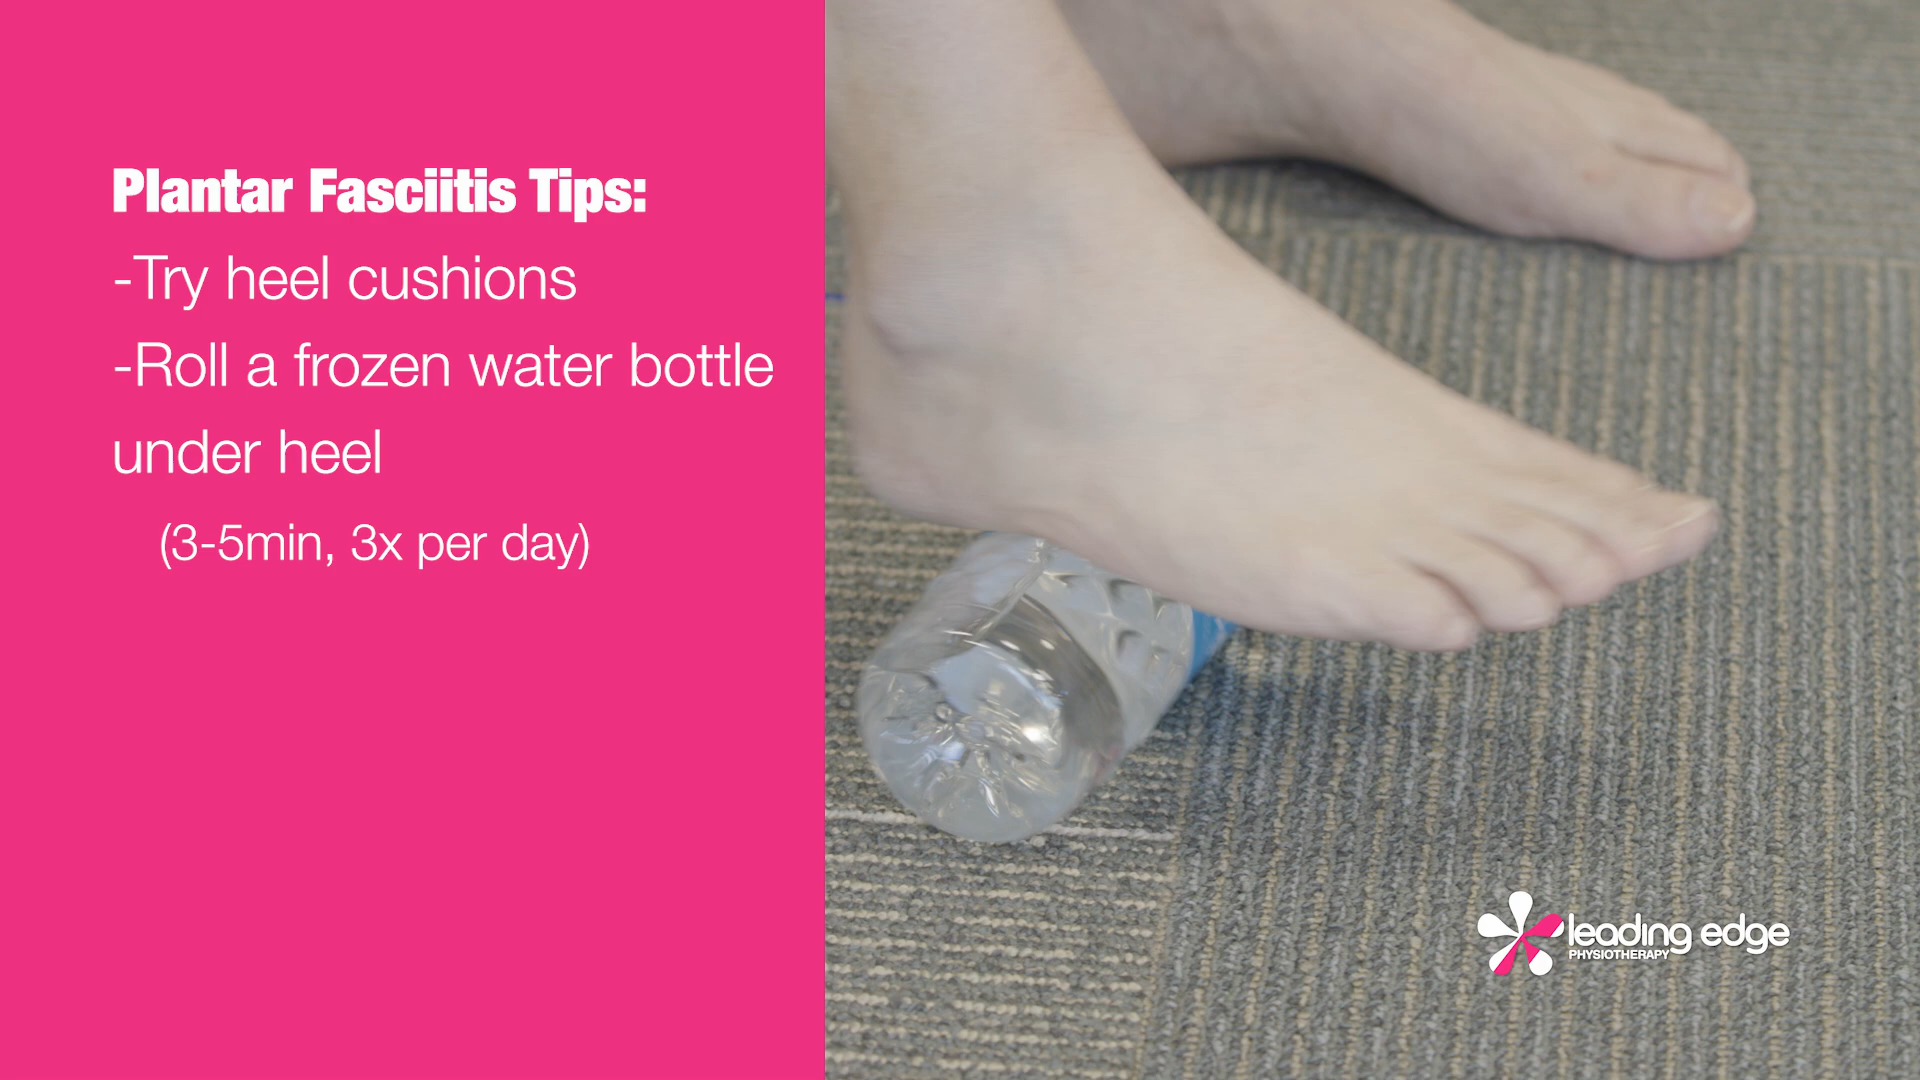 Plantar Fasciitis Tips:
-Try heel cushions
-Roll a frozen water bottle
under heel
(3-5min, 3x per day)
leading edge
PHYSIOTHERAPY